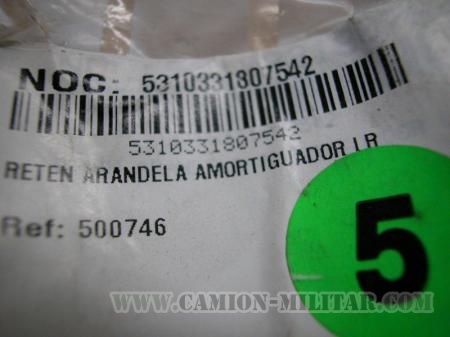 NOC: 5310331807542
5310331807542
RETEN ARANDELA AMORTIGUADOR LR
Ref: 500746
5
WWW.CAMION-MILITAR.COM